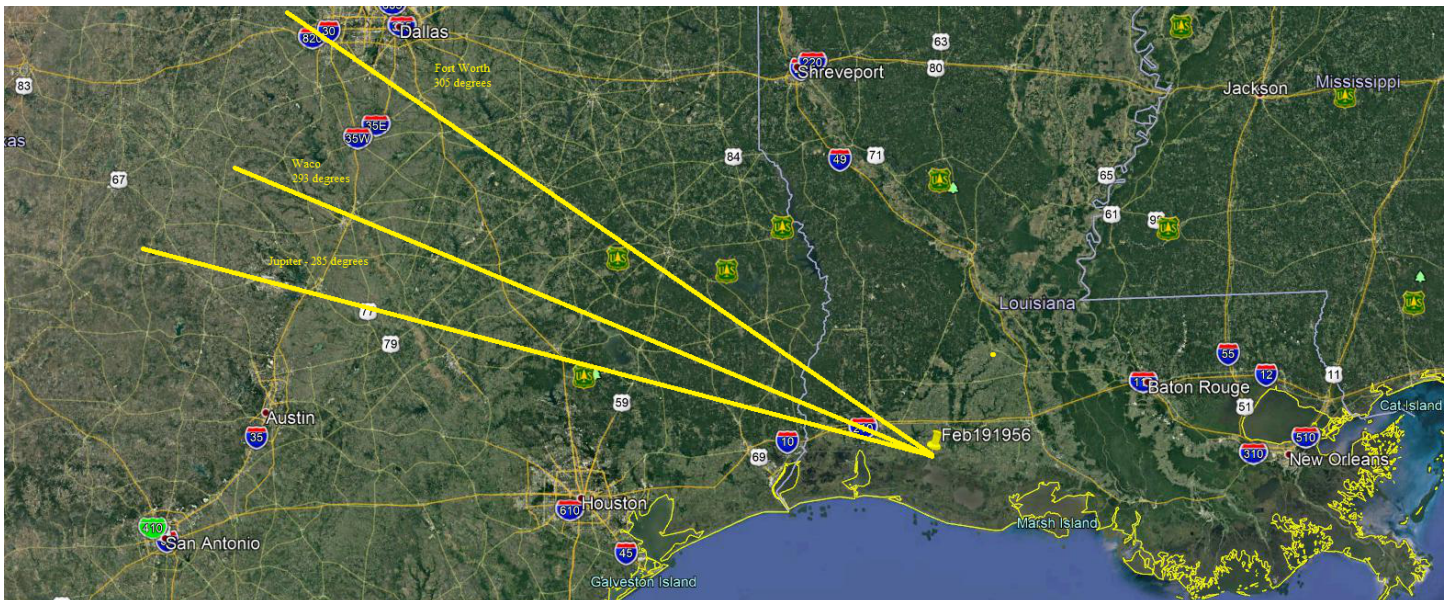 30
820
Dallas
Fort Worth
305 degrees
63
80
220
Shreveport
Jackson
Mississippi
83
35E
35W
84
49
71
Waco
293 degrees
67
65
61
Jupiter - 285 degrees
77
79
Louisiana
59
55
12
11
Baton Rouge
51
Cat Island
Austin
35
10
69
Feb191956
510
310
New Orleans
Houston
610
Marsh Island
410
San Antonio
45
Galveston Island